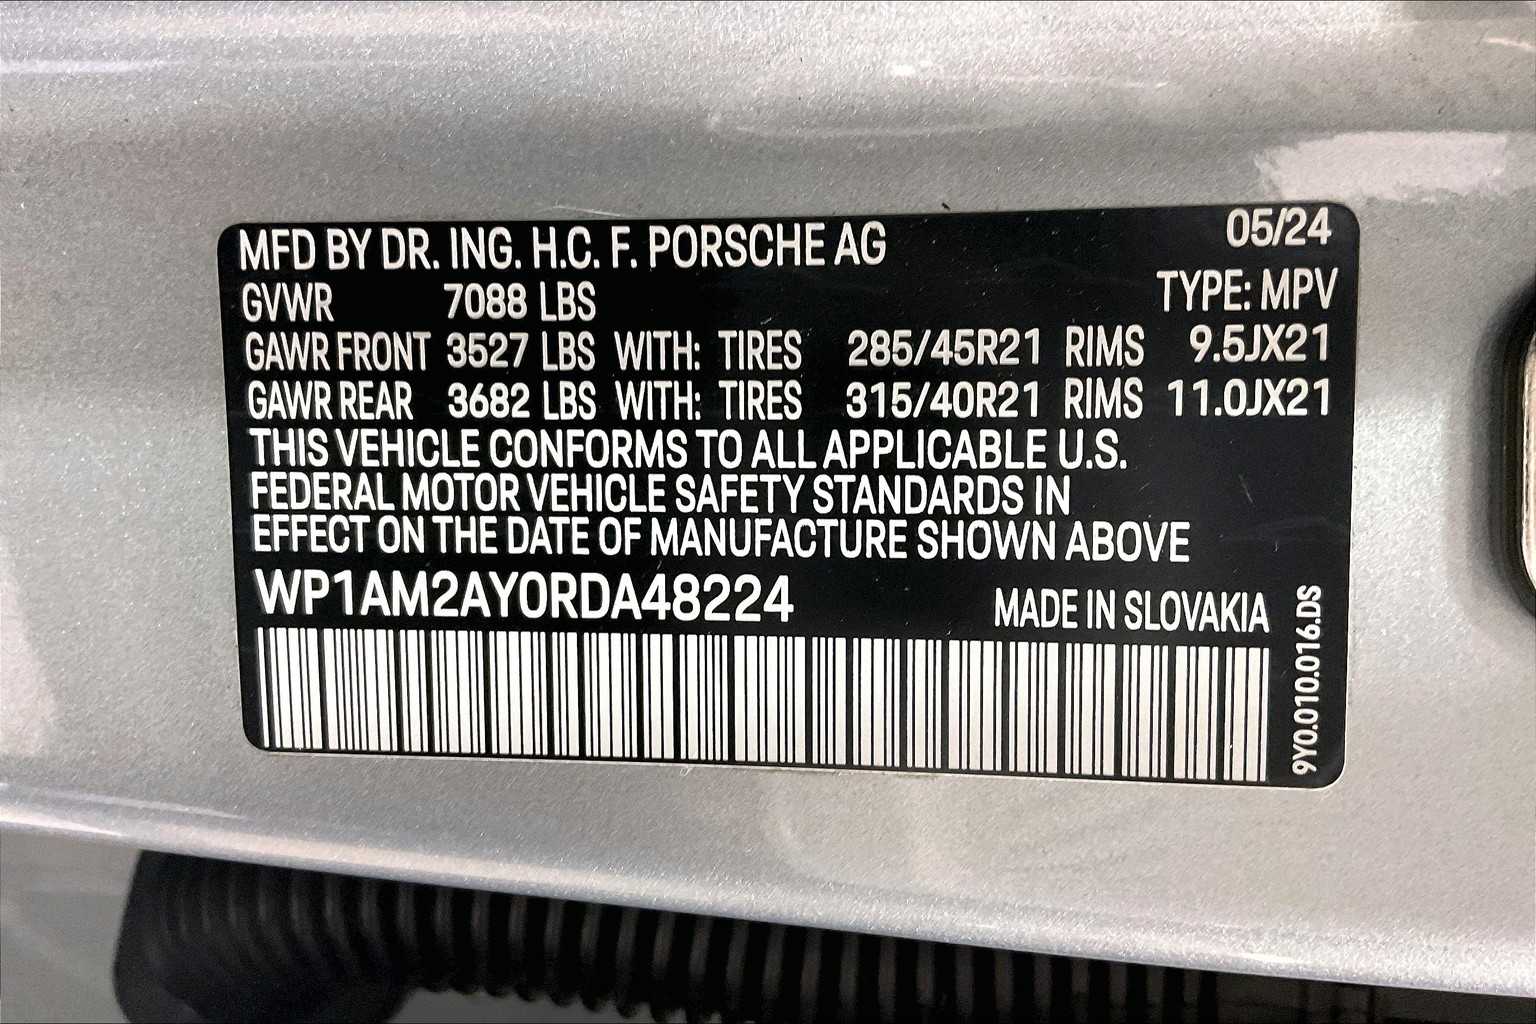 MFD BY DR. ING. H.C. F. PORSCHE AG 05/24
GVWR 7088 LBS TYPE: MPV
GAWR FRONT 3527 LBS WITH: TIRES 285/45R21 RIMS 9.5JX21
GAWR REAR 3682 LBS WITH: TIRES 315/40R21 RIMS 11.0JX21
THIS VEHICLE CONFORMS TO ALL APPLICABLE U.S.
FEDERAL MOTOR VEHICLE SAFETY STANDARDS IN
EFFECT ON THE DATE OF MANUFACTURE SHOWN ABOVE
WP1AM2AY0RDA48224 MADE IN SLOVAKIA
9Y0.010.016.DS